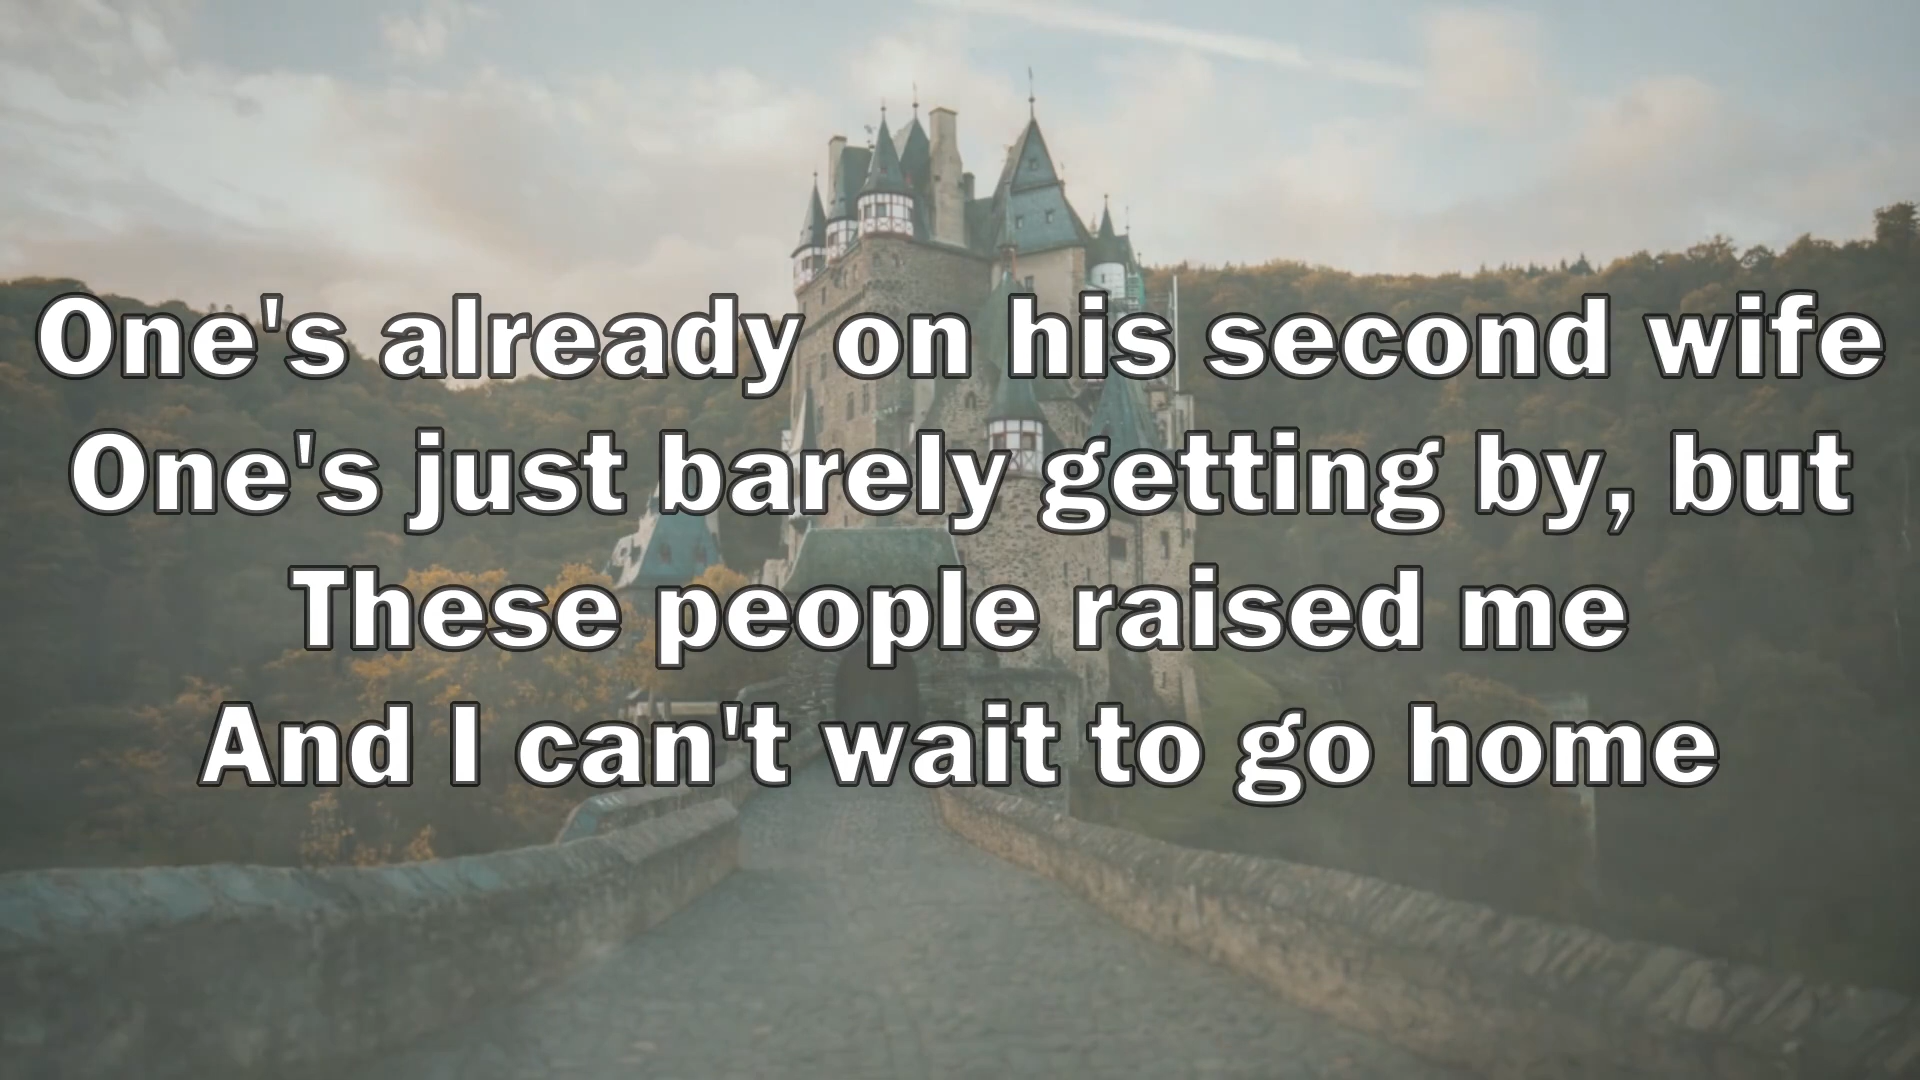 One's already on his second wife
One's just barely getting by, but
These people raised me
And I can't wait to go home